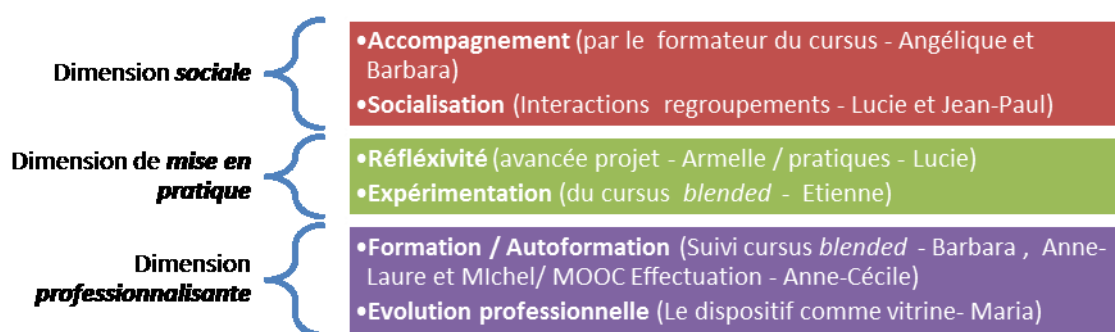 Dimension sociale
•Accompagnement (par le formateur du cursus - Angélique et
Barbara)
•Socialisation (Interactions regroupements - Lucie et Jean-Paul)
Dimension de mise en
pratique
•Réfléxivité (avancée projet - Armelle / pratiques - Lucie)
•Expérimentation (du cursus blended - Etienne)
Dimension
professionnalisante
•Formation / Autoformation (Suivi cursus blended - Barbara , Anne-
Laure et MIchel/ MOOC Effectuation - Anne-Cécile)
•Evolution professionnelle (Le dispositif comme vitrine- Maria)